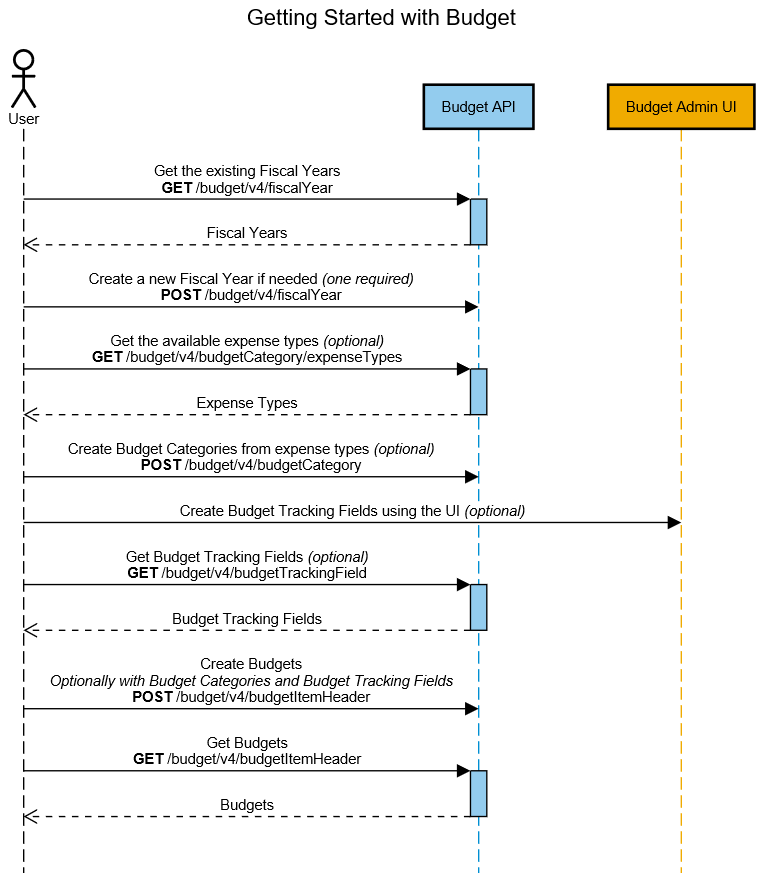 Getting Started with Budget
User
Budget API
Budget Admin UI
Get the existing Fiscal Years
GET /budget/v4/fiscalYear
Fiscal Years
Create a new Fiscal Year if needed (one required)
POST /budget/v4/fiscalYear
Get the available expense types (optional)
GET /budget/v4/budgetCategory/expenseTypes
Expense Types
Create Budget Categories from expense types (optional)
POST /budget/v4/budgetCategory
Create Budget Tracking Fields using the UI (optional)
Get Budget Tracking Fields (optional)
GET /budget/v4/budgetTrackingField
Budget Tracking Fields
Create Budgets
Optionally with Budget Categories and Budget Tracking Fields
POST /budget/v4/budgetItemHeader
Get Budgets
GET /budget/v4/budgetItemHeader
Budgets